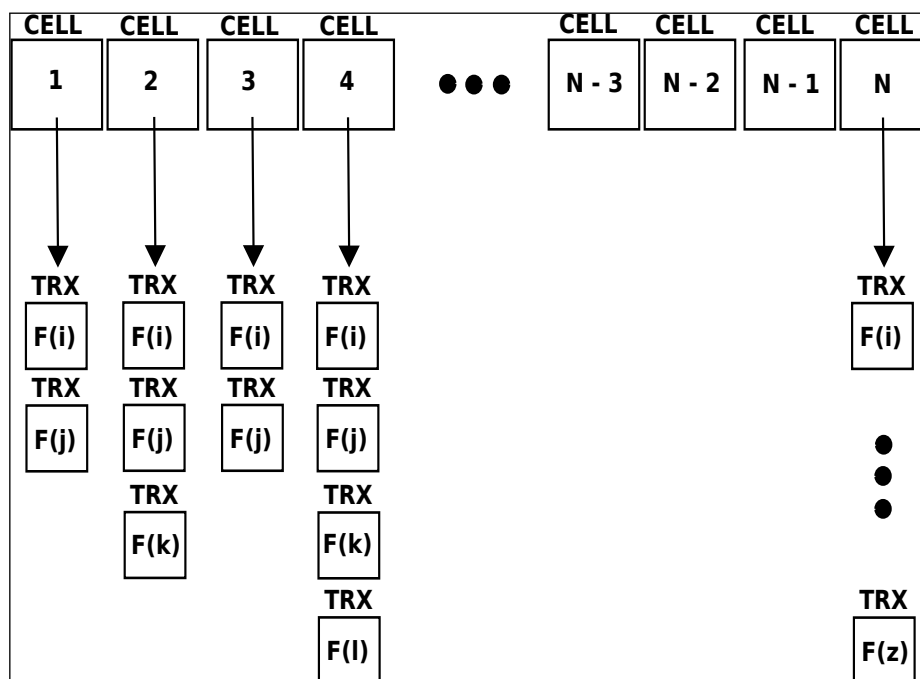 CELL CELL CELL CELL CELL CELL CELL CELL
1 2 3 4 N - 3 N - 2 N - 1 N
TRX TRX TRX TRX TRX
F(i) F(i) F(i) F(i) F(i)
TRX TRX TRX TRX
F(j) F(j) F(j) F(j)
TRX TRX
F(k) F(k)
TRX TRX
F(l) F(z)